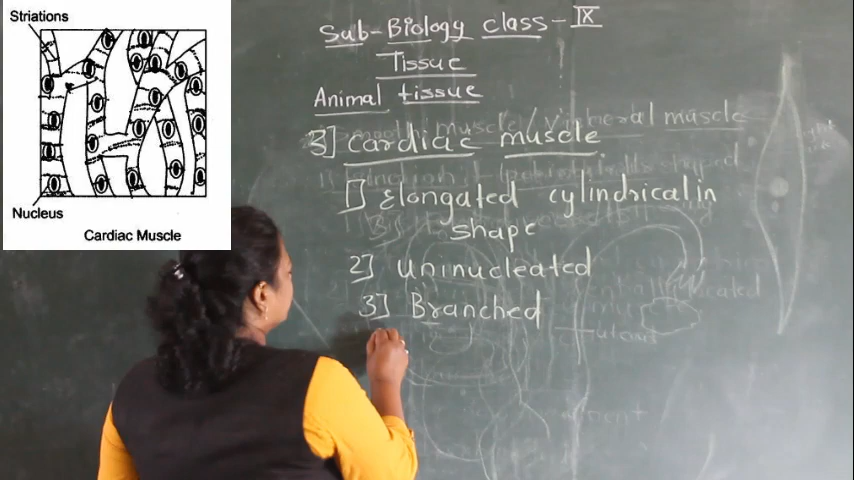 Striations
Nucleus
Cardiac Muscle
Sub-Biology class-IX
Tissue
Animal tissue
3] cardiac muscle
1] Elongated cylindrical in
shape
2] uninucleated
3] Branched